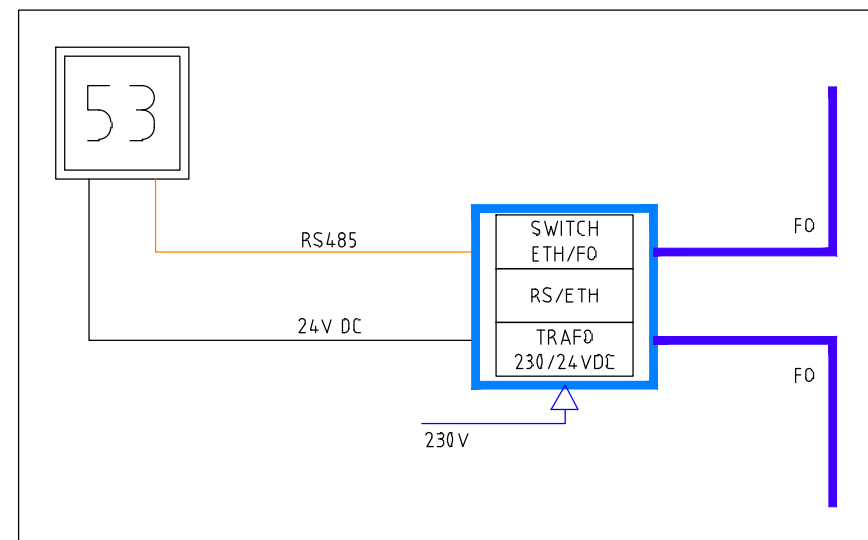 53
RS485
24V DC
SWITCH
ETH/FO
RS/ETH
TRAFO
230/24VDC
230V
FO
FO